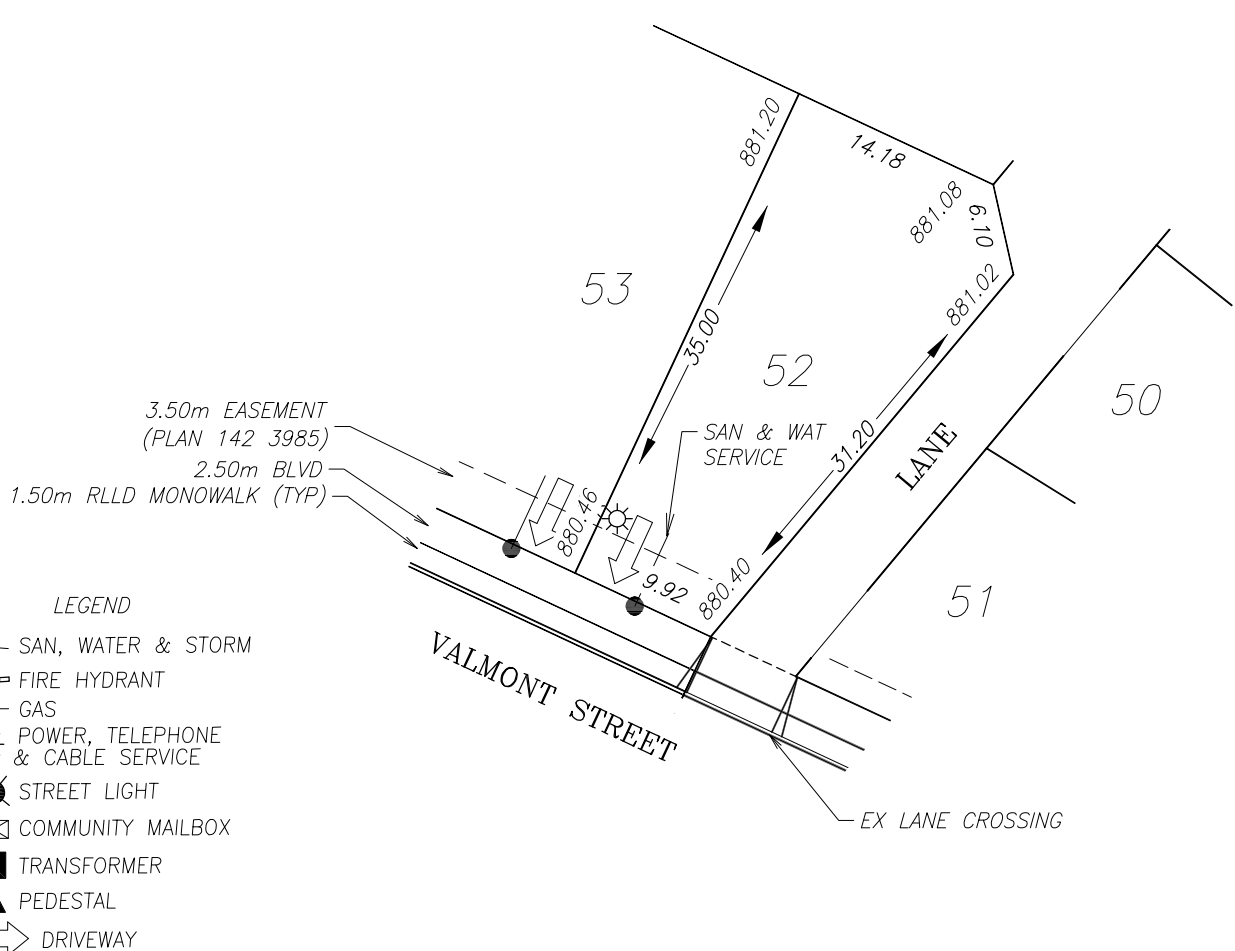 881.20
14.18
881.08
6.10
881.02
53
35.00
52
50
3.50m EASEMENT
(PLAN 142 3985)
2.50m BLVD
1.50m RLLD MONOWALK (TYP)
SAN & WAT
SERVICE
31.20
LANE
880.46
9.92
880.40
51
VALMONT STREET
EX LANE CROSSING
LEGEND
SAN, WATER & STORM
FIRE HYDRANT
GAS
POWER, TELEPHONE
& CABLE SERVICE
STREET LIGHT
COMMUNITY MAILBOX
TRANSFORMER
PEDESTAL
DRIVEWAY